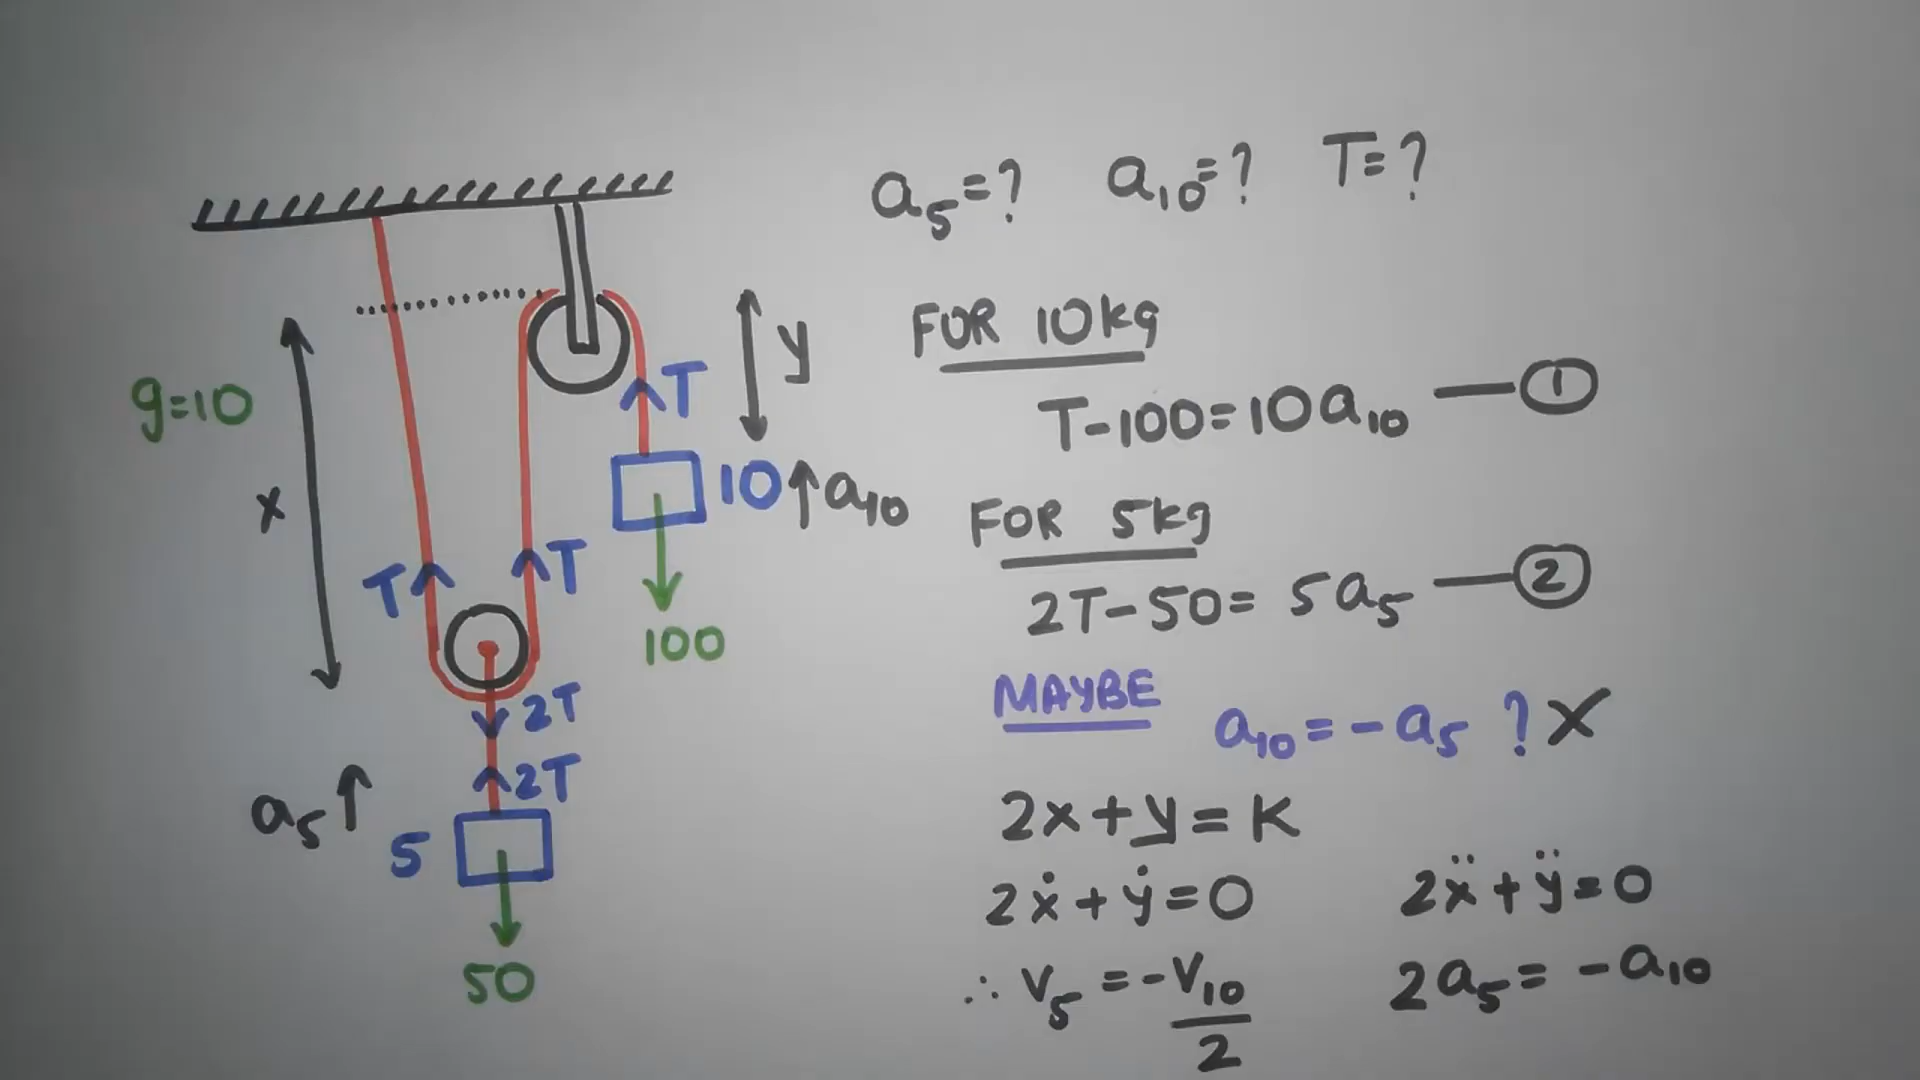 a₅=? a₁₀=? T=?
FOR 10kg
T-100=10a₁₀ — ①
FOR 5kg
2T-50= 5a₅ — ②
MAYBE a₁₀=-a₅ ? X
2x+y=K
2ẋ+ẏ=0 2ẍ+ÿ=0
∴ v₅ = -v₁₀/2 2a₅= -a₁₀
g=10
x
y
T
10 ↑a₁₀
T
T
100
2T
2T
a₅↑
5
50